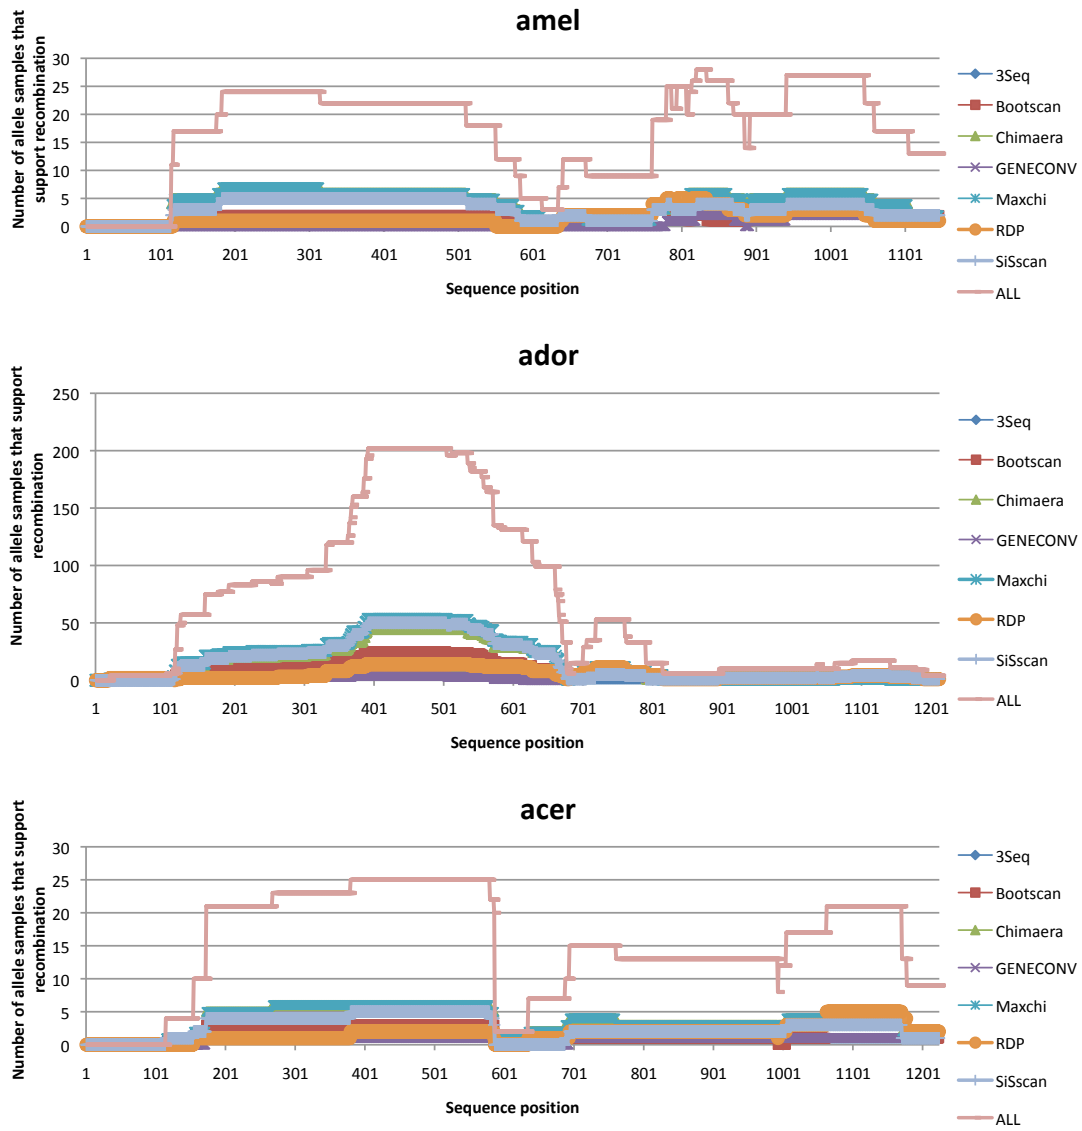 amel
Number of allele samples that
support recombination
30
25
20
15
10
5
0
1 101 201 301 401 501 601 701 801 901 1001 1101
Sequence position
3Seq
Bootscan
Chimaera
GENECONV
Maxchi
RDP
SiSscan
ALL
ador
Number of allele samples that support
recombination
250
200
150
100
50
0
1 101 201 301 401 501 601 701 801 901 1001 1101 1201
Sequence position
3Seq
Bootscan
Chimaera
GENECONV
Maxchi
RDP
SiSscan
ALL
acer
Number of allele samples that support
recombination
30
25
20
15
10
5
0
1 101 201 301 401 501 601 701 801 901 1001 1101 1201
Sequence position
3Seq
Bootscan
Chimaera
GENECONV
Maxchi
RDP
SiSscan
ALL